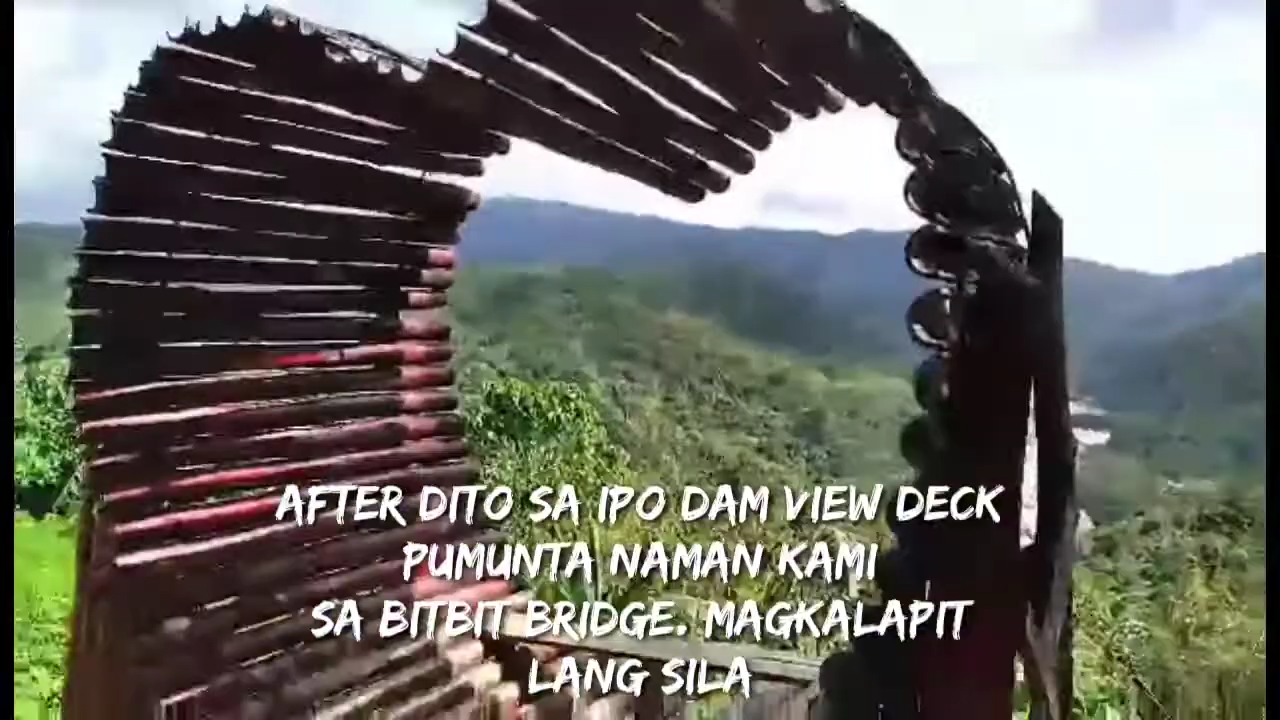 AFTER DITO SA IPO DAM VIEW DECK
PUMUNTA NAMAN KAMI
SA BITBIT BRIDGE. MAGKALAPIT
LANG SILA